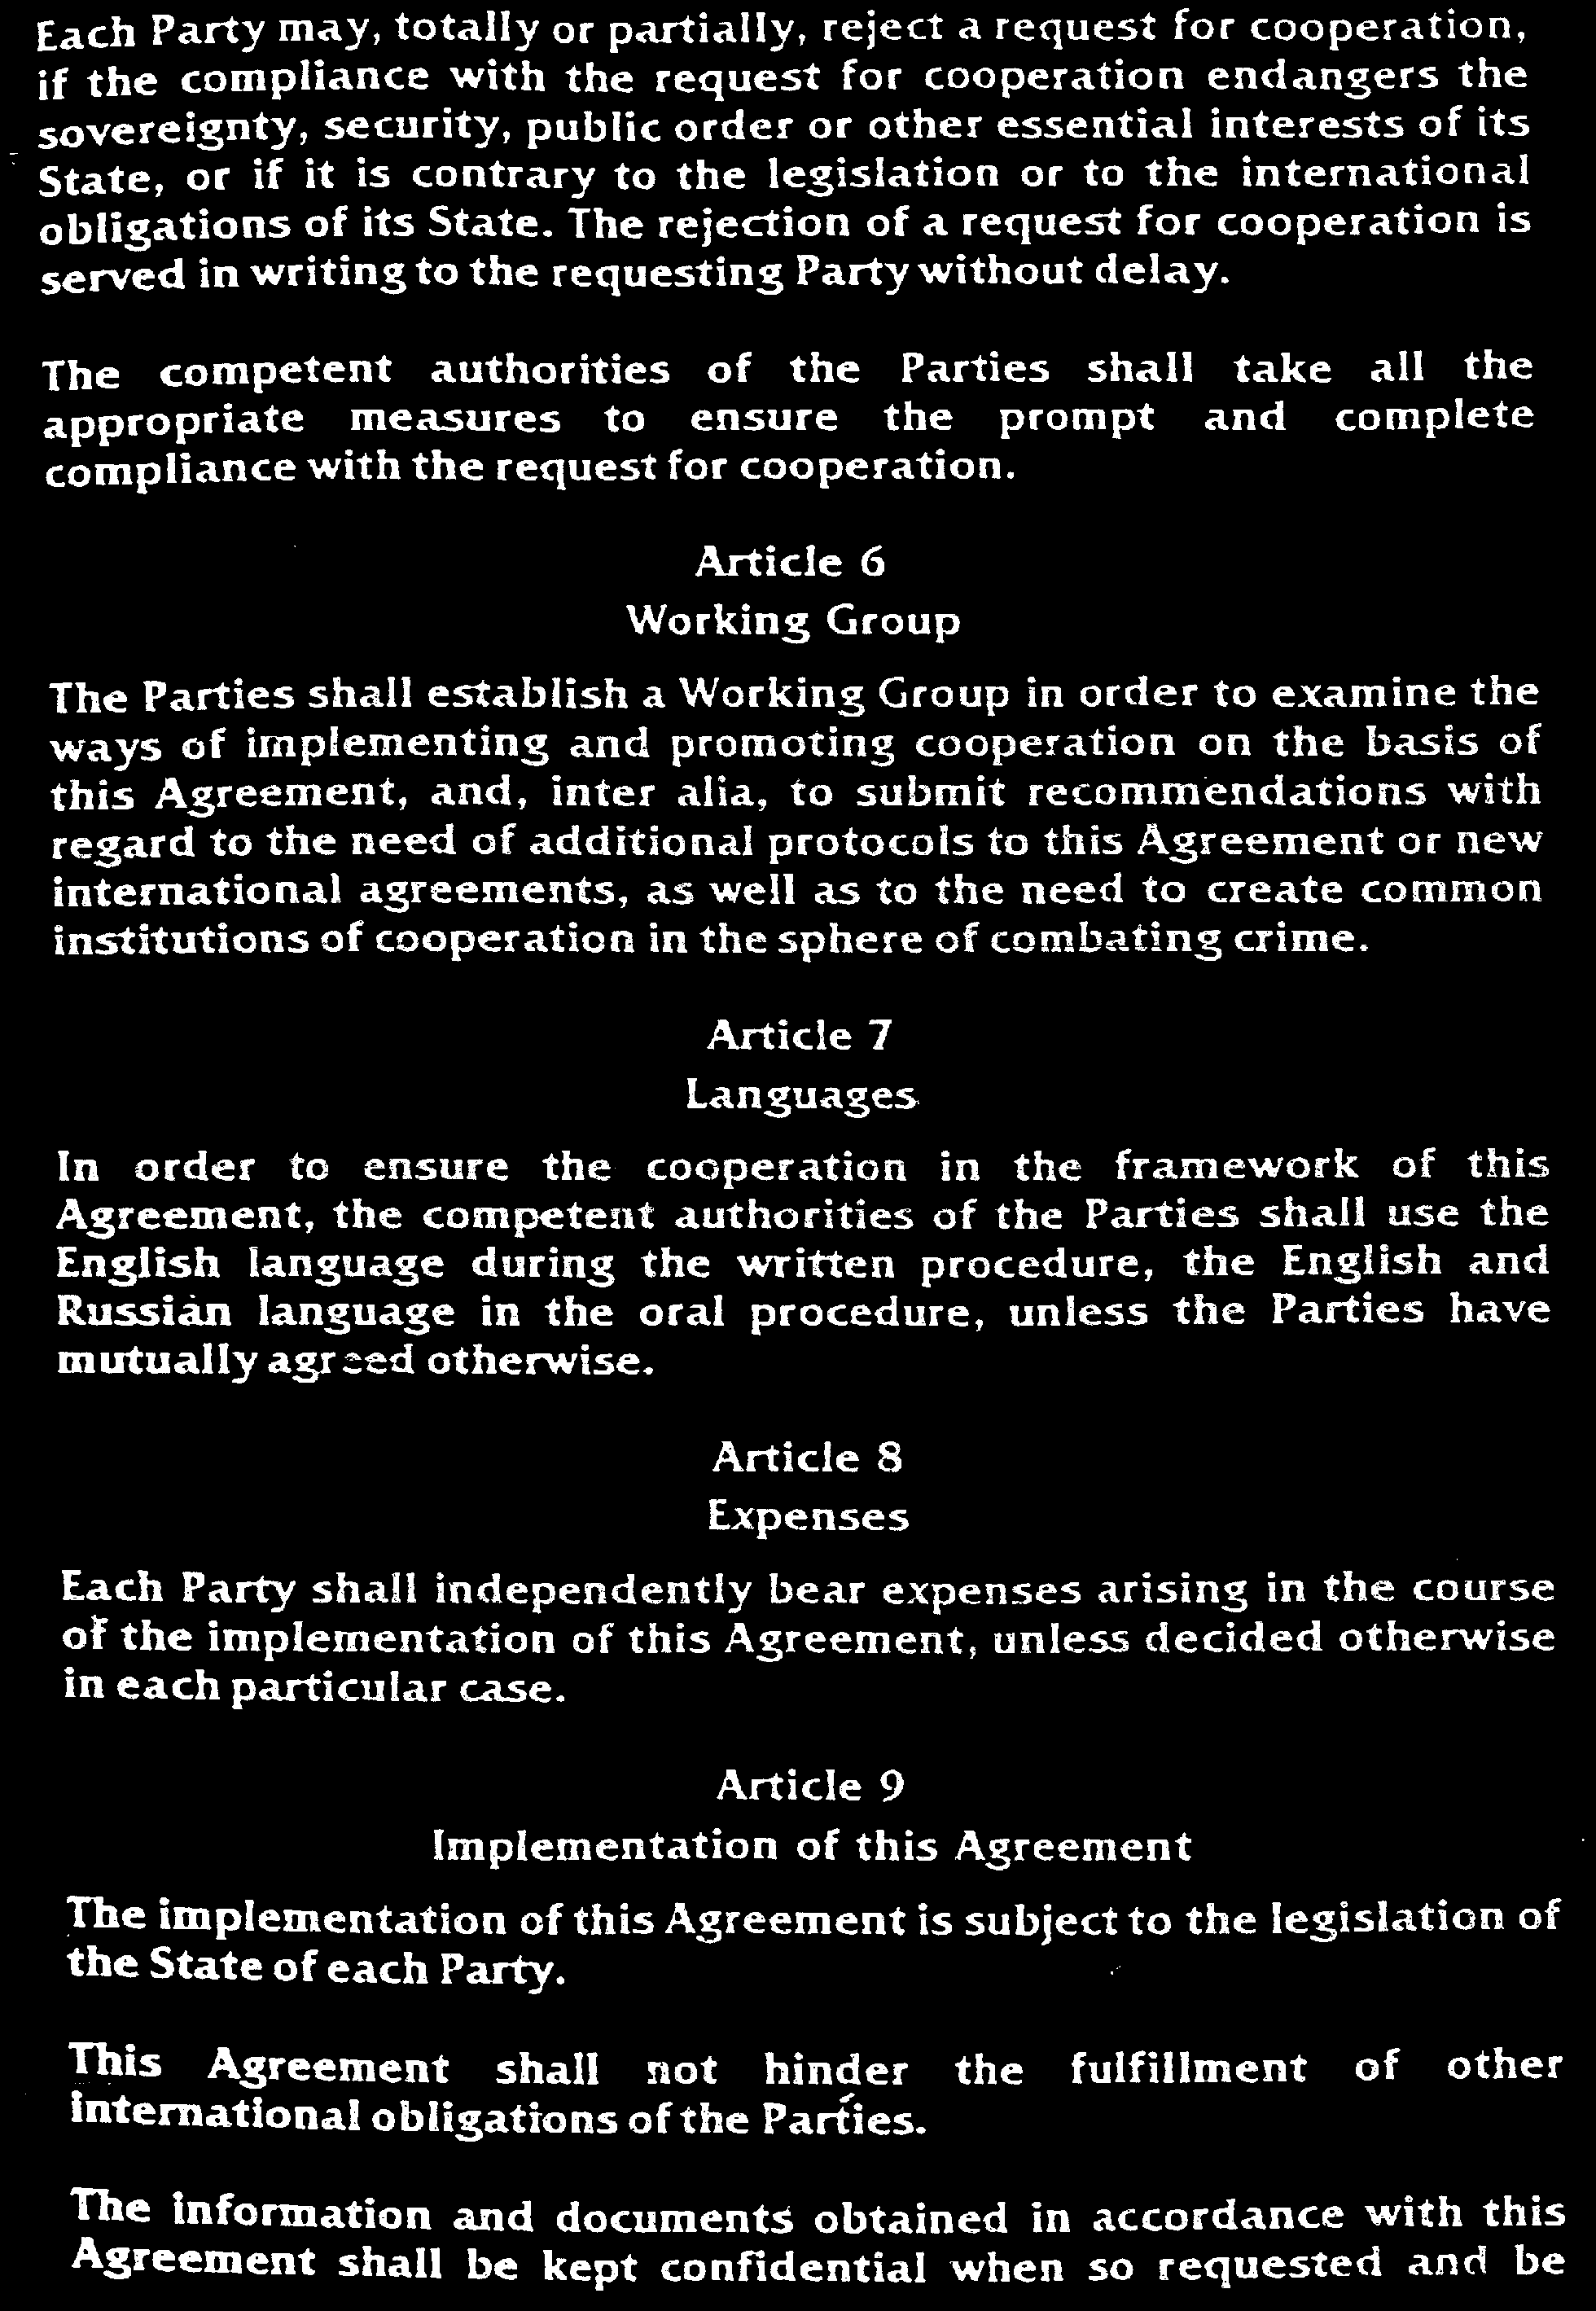 Each Party may, totally or partially, reject a request for cooperation,
if the compliance with the request for cooperation endangers the
sovereignty, security, public order or other essential interests of its
State, or if it is contrary to the legislation or to the international
obligations of its State. The rejection of a request for cooperation is
served in writing to the requesting Party without delay.
The competent authorities of the Parties shall take all the
appropriate measures to ensure the prompt and complete
compliance with the request for cooperation.
Article 6
Working Group
The Parties shall establish a Working Group in order to examine the
ways of implementing and promoting cooperation on the basis of
this Agreement, and, inter alia, to submit recommendations with
regard to the need of additional protocols to this Agreement or new
international agreements, as well as to the need to create common
institutions of cooperation in the sphere of combating crime.
Article 7
Languages
In order to ensure the cooperation in the framework of this
Agreement, the competent authorities of the Parties shall use the
English language during the written procedure, the English and
Russian language in the oral procedure, unless the Parties have
mutually agreed otherwise.
Article 8
Expenses
Each Party shall independently bear expenses arising in the course
of the implementation of this Agreement, unless decided otherwise
in each particular case.
Article 9
Implementation of this Agreement
The implementation of this Agreement is subject to the legislation of
the State of each Party.
This Agreement shall not hinder the fulfillment of other
international obligations of the Parties.
The information and documents obtained in accordance with this
Agreement shall be kept confidential when so requested and be